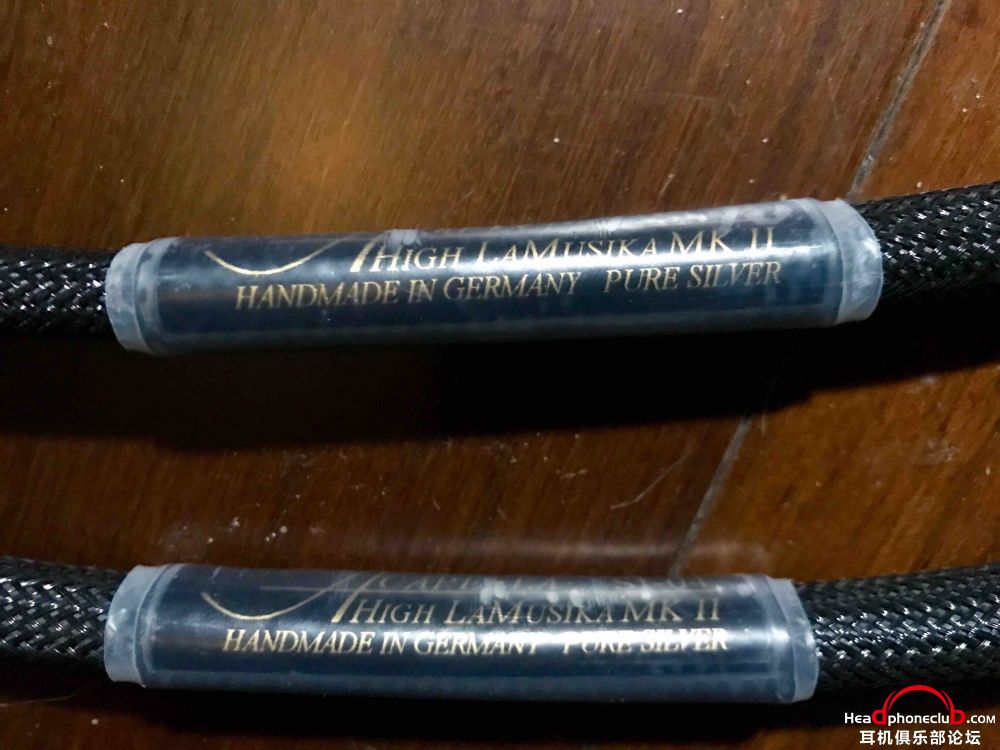 HIGH LAMUSIKA MK II
HANDMADE IN GERMANY PURE SILVER
HIGH LAMUSIKA MK II
HANDMADE IN GERMANY PURE SILVER
Headphoneclub.com
耳机俱乐部论坛